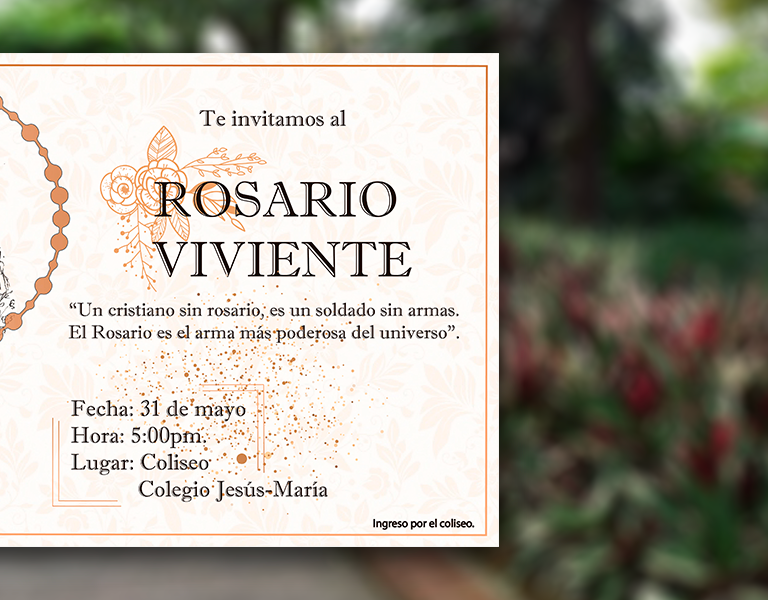 Te invitamos al
ROSARIO
VIVIENTE
“Un cristiano sin rosario, es un soldado sin armas.
El Rosario es el arma más poderosa del universo”.
Fecha: 31 de mayo
Hora: 5:00pm.
Lugar: Coliseo
Colegio Jesús-María
Ingreso por el coliseo.